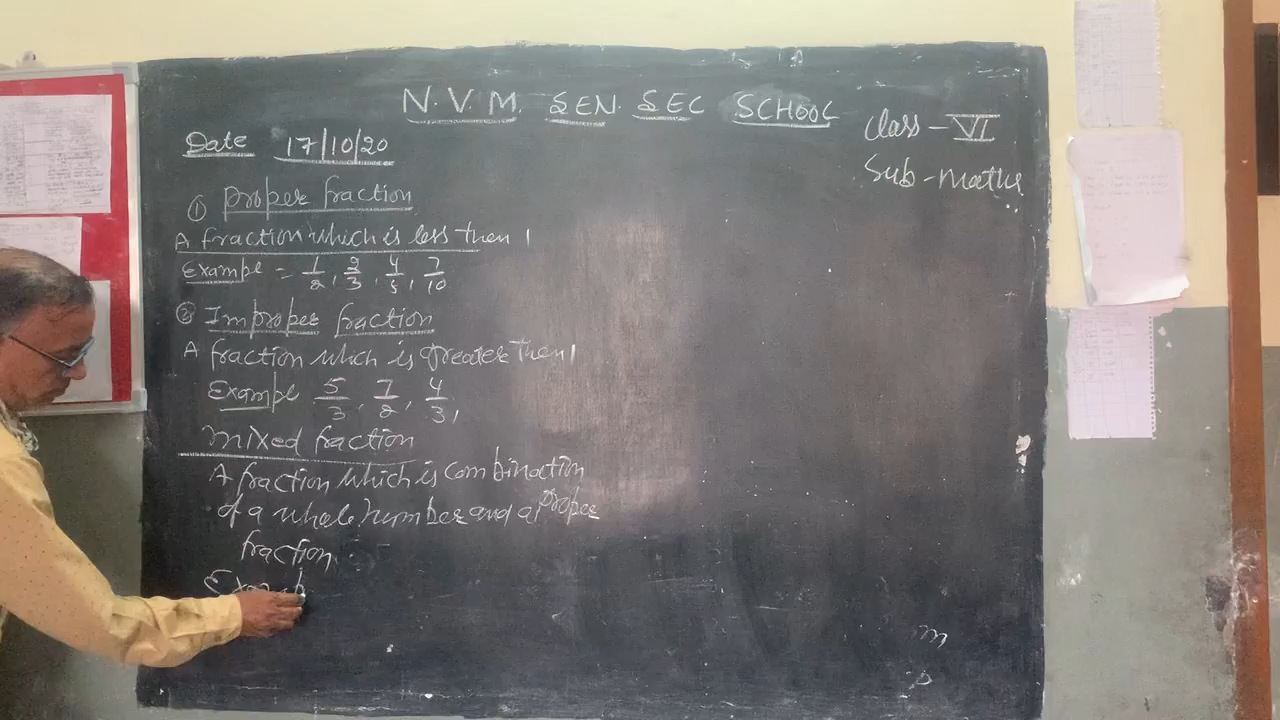 N.V.M. SEN. SEC SCHOOL
Class - VI
Date 17/10/20
Sub - maths
① Proper fraction
A fraction which is less then 1
Exampe = 1/2, 2/3, 4/5, 7/10
② Improper fraction
A fraction which is greater then 1
Example 5/3, 7/2, 4/3,
mixed fraction
A fraction which is combination
of a whole number and a proper
fraction.
Examp
m